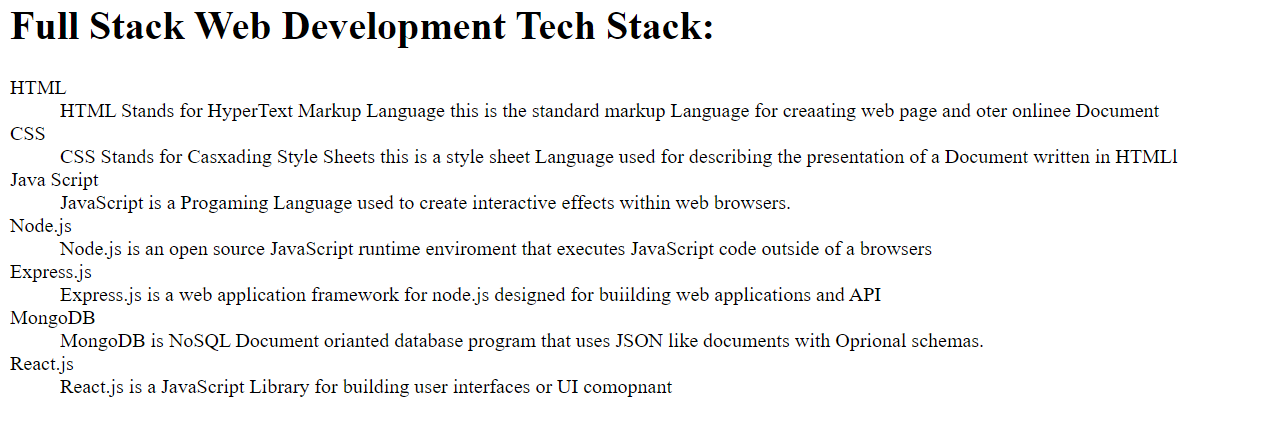 Full Stack Web Development Tech Stack:
HTML
HTML Stands for HyperText Markup Language this is the standard markup Language for creaating web page and oter onlinee Document
CSS
CSS Stands for Casxading Style Sheets this is a style sheet Language used for describing the presentation of a Document written in HTMLl
Java Script
JavaScript is a Progaming Language used to create interactive effects within web browsers.
Node.js
Node.js is an open source JavaScript runtime enviroment that executes JavaScript code outside of a browsers
Express.js
Express.js is a web application framework for node.js designed for buiilding web applications and API
MongoDB
MongoDB is NoSQL Document orianted database program that uses JSON like documents with Oprional schemas.
React.js
React.js is a JavaScript Library for building user interfaces or UI comopnant